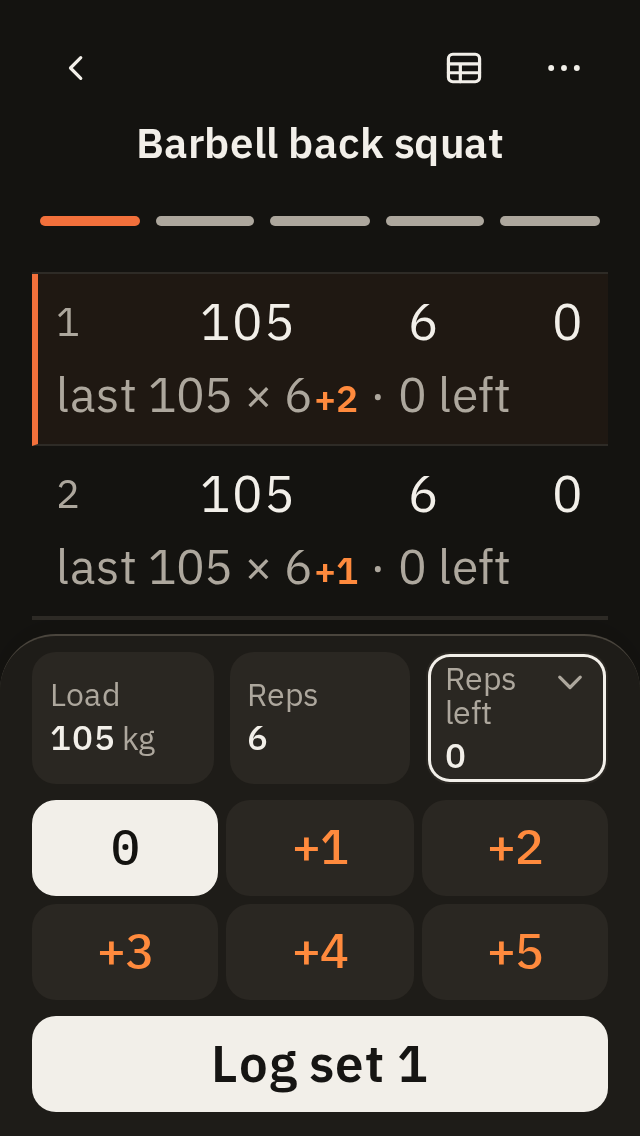 Barbell back squat
1 105 6 0
last 105 × 6+2 · 0 left
2 105 6 0
last 105 × 6+1 · 0 left
Load
105 kg
Reps
6
Reps
left
0
0 +1 +2
+3 +4 +5
Log set 1